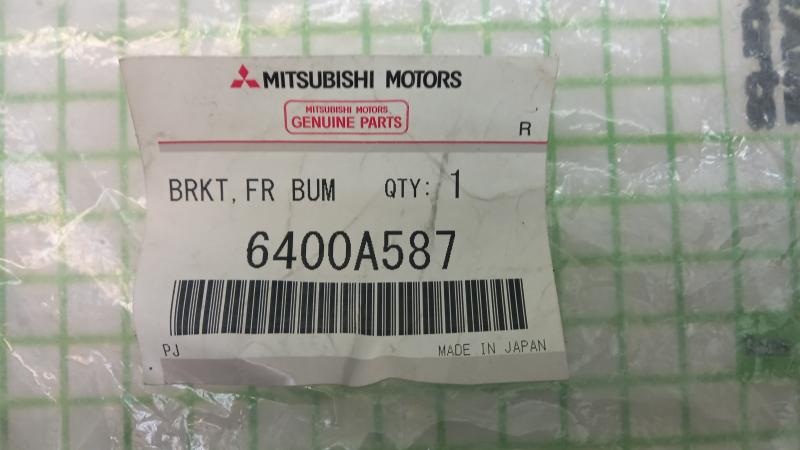 MITSUBISHI MOTORS
MITSUBISHI MOTORS
GENUINE PARTS
R
BRKT, FR BUM QTY: 1
6400A587
PJ MADE IN JAPAN